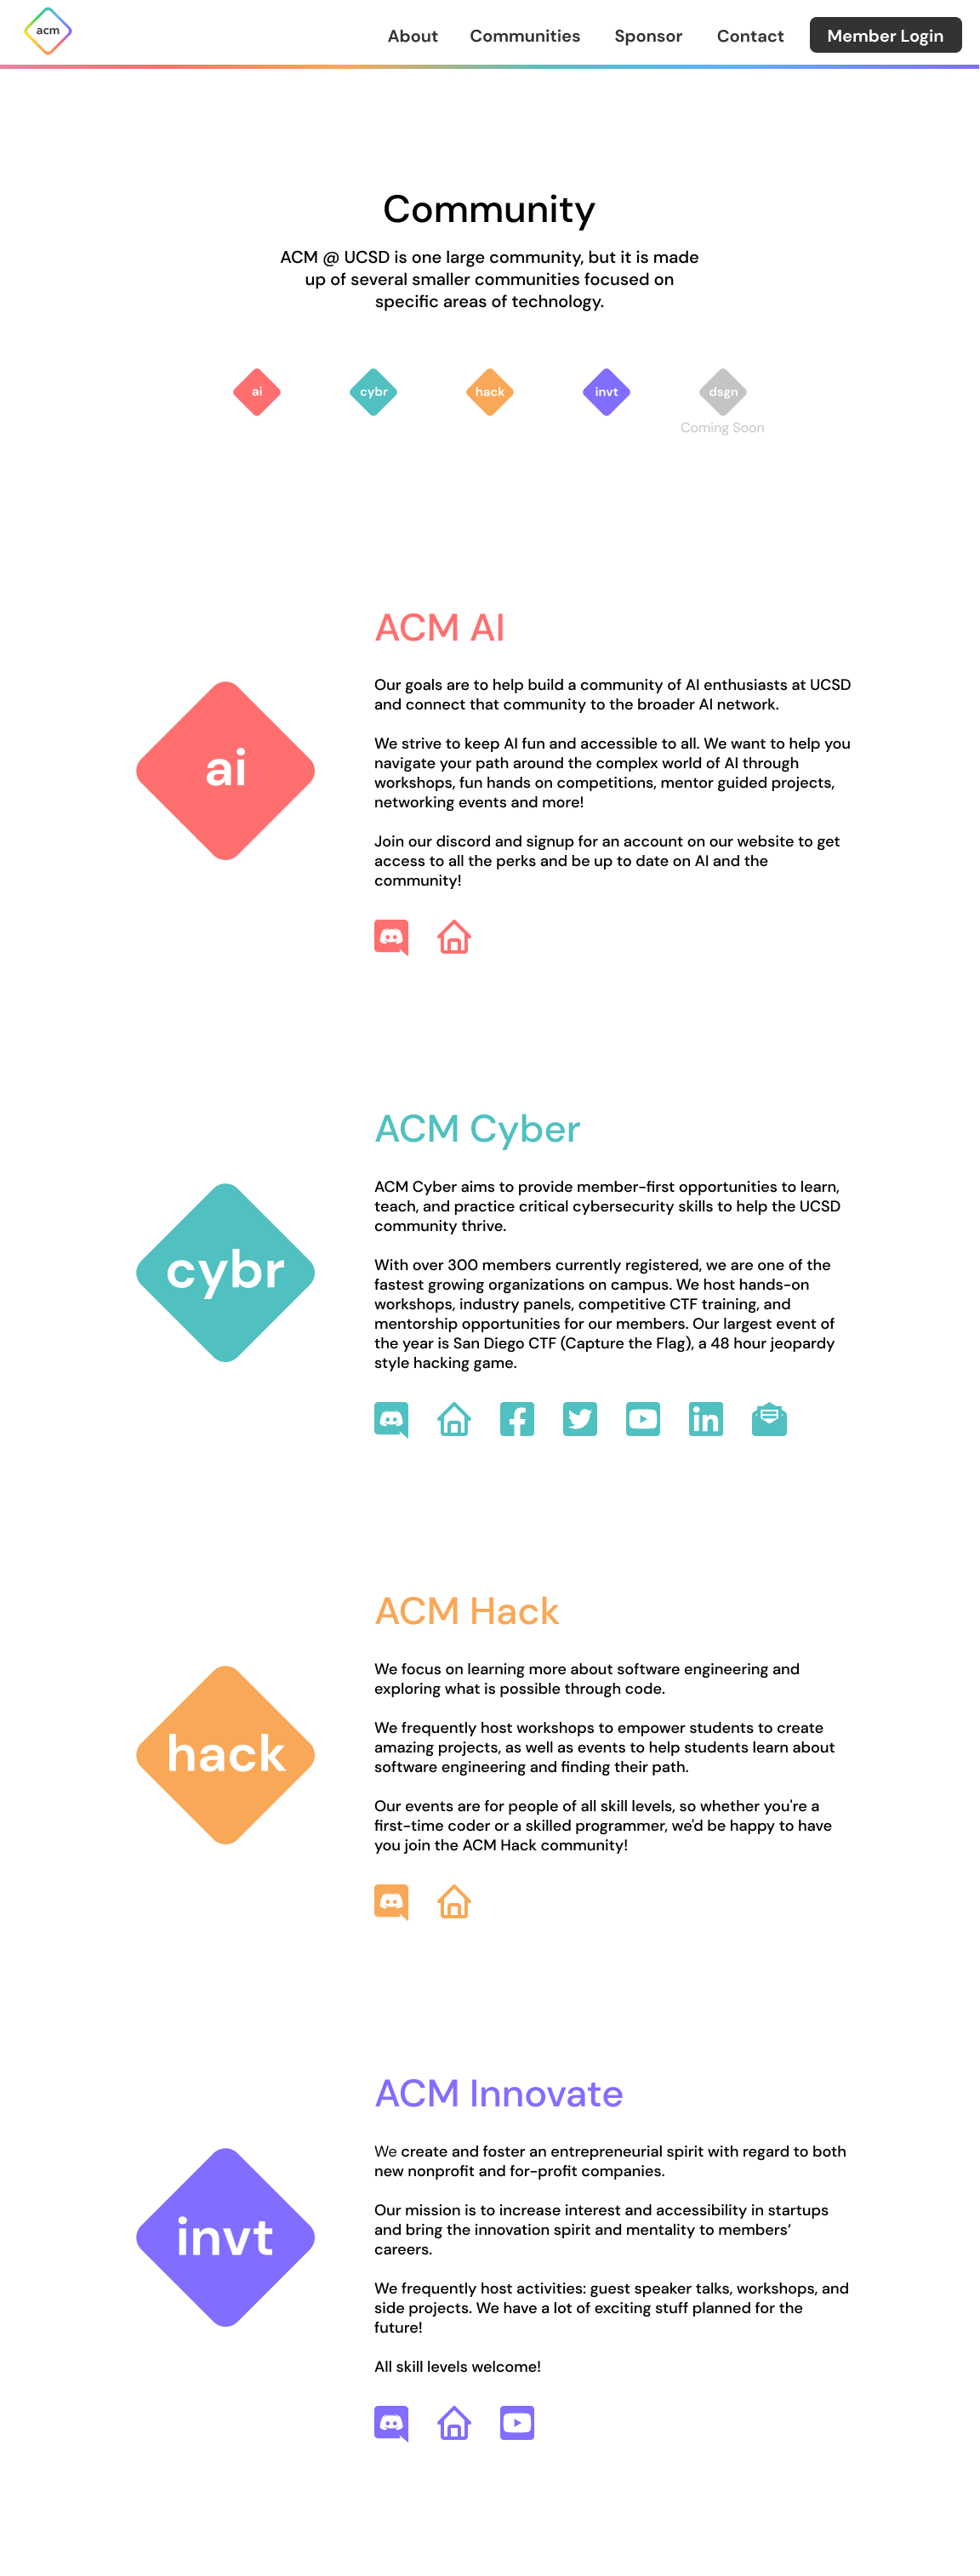 acm
About
Communities
Sponsor
Contact
Member Login
Community
ACM @ UCSD is one large community, but it is made
up of several smaller communities focused on
specific areas of technology.
ai
cybr
hack
invt
dsgn
Coming Soon
ACM AI
ai
Our goals are to help build a community of AI enthusiasts at UCSD
and connect that community to the broader AI network.
We strive to keep AI fun and accessible to all. We want to help you
navigate your path around the complex world of AI through
workshops, fun hands on competitions, mentor guided projects,
networking events and more!
Join our discord and signup for an account on our website to get
access to all the perks and be up to date on AI and the
community!
ACM Cyber
cybr
ACM Cyber aims to provide member-first opportunities to learn,
teach, and practice critical cybersecurity skills to help the UCSD
community thrive.
With over 300 members currently registered, we are one of the
fastest growing organizations on campus. We host hands-on
workshops, industry panels, competitive CTF training, and
mentorship opportunities for our members. Our largest event of
the year is San Diego CTF (Capture the Flag), a 48 hour jeopardy
style hacking game.
ACM Hack
hack
We focus on learning more about software engineering and
exploring what is possible through code.
We frequently host workshops to empower students to create
amazing projects, as well as events to help students learn about
software engineering and finding their path.
Our events are for people of all skill levels, so whether you're a
first-time coder or a skilled programmer, we'd be happy to have
you join the ACM Hack community!
ACM Innovate
invt
We create and foster an entrepreneurial spirit with regard to both
new nonprofit and for-profit companies.
Our mission is to increase interest and accessibility in startups
and bring the innovation spirit and mentality to members’
careers.
We frequently host activities: guest speaker talks, workshops, and
side projects. We have a lot of exciting stuff planned for the
future!
All skill levels welcome!